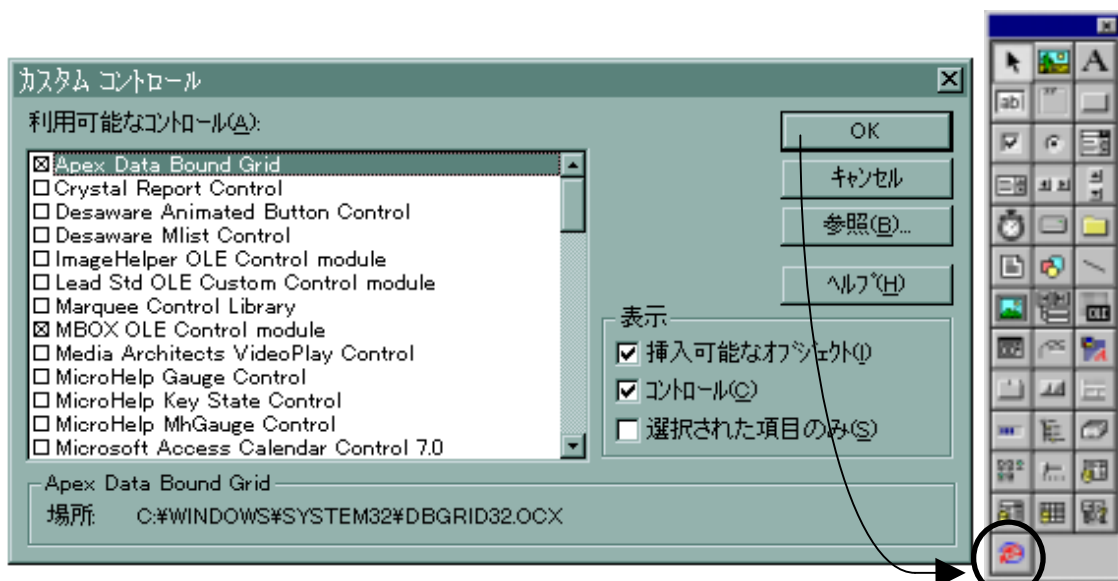 カスタム コントロール
利用可能なコントロール(A):
Apex Data Bound Grid
Crystal Report Control
Desaware Animated Button Control
Desaware Mlist Control
ImageHelper OLE Control module
Lead Std OLE Custom Control module
Marquee Control Library
MBOX OLE Control module
Media Architects VideoPlay Control
MicroHelp Gauge Control
MicroHelp Key State Control
MicroHelp MhGauge Control
Microsoft Access Calendar Control 7.0
OK
キャンセル
参照(B)...
ヘルプ(H)
表示
挿入可能なオブジェクト(I)
コントロール(C)
選択された項目のみ(S)
Apex Data Bound Grid
場所: C:¥WINDOWS¥SYSTEM32¥DBGRID32.OCX
A
ab